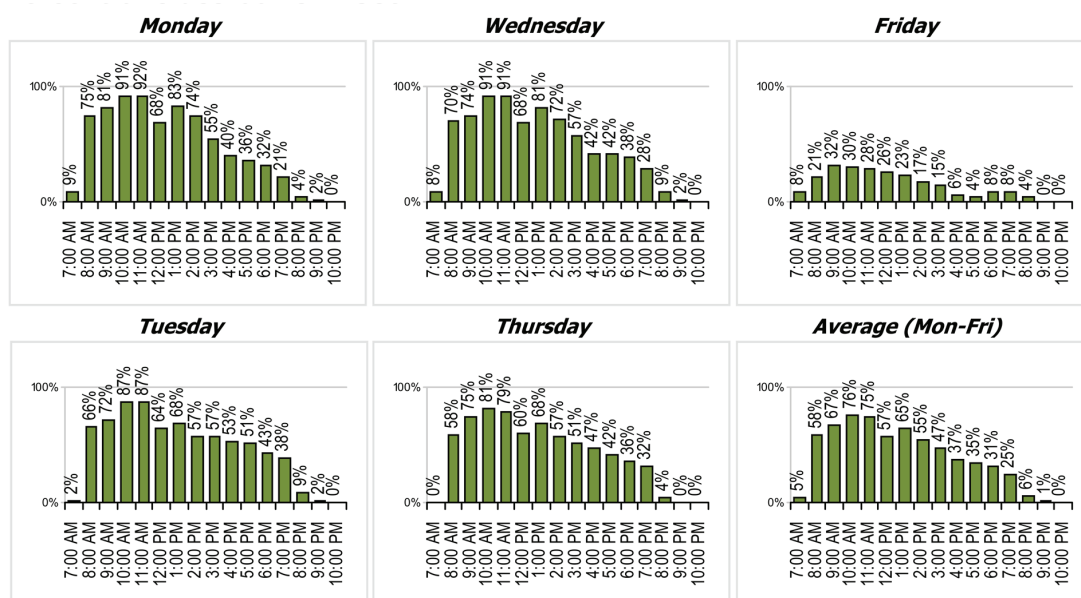 Monday
100%
0%
9% 75% 81% 91% 92% 68% 83% 74% 55% 40% 36% 32% 21% 4% 2% 0%
7:00 AM 8:00 AM 9:00 AM 10:00 AM 11:00 AM 12:00 PM 1:00 PM 2:00 PM 3:00 PM 4:00 PM 5:00 PM 6:00 PM 7:00 PM 8:00 PM 9:00 PM 10:00 PM
Wednesday
100%
0%
8% 70% 74% 91% 91% 68% 81% 72% 57% 42% 42% 38% 28% 9% 2% 0%
7:00 AM 8:00 AM 9:00 AM 10:00 AM 11:00 AM 12:00 PM 1:00 PM 2:00 PM 3:00 PM 4:00 PM 5:00 PM 6:00 PM 7:00 PM 8:00 PM 9:00 PM 10:00 PM
Friday
100%
0%
8% 21% 32% 30% 28% 26% 23% 17% 15% 6% 4% 8% 8% 4% 0% 0%
7:00 AM 8:00 AM 9:00 AM 10:00 AM 11:00 AM 12:00 PM 1:00 PM 2:00 PM 3:00 PM 4:00 PM 5:00 PM 6:00 PM 7:00 PM 8:00 PM 9:00 PM 10:00 PM
Tuesday
100%
0%
2% 66% 72% 87% 87% 64% 68% 57% 57% 53% 51% 43% 38% 9% 2% 0%
7:00 AM 8:00 AM 9:00 AM 10:00 AM 11:00 AM 12:00 PM 1:00 PM 2:00 PM 3:00 PM 4:00 PM 5:00 PM 6:00 PM 7:00 PM 8:00 PM 9:00 PM 10:00 PM
Thursday
100%
0%
0% 58% 75% 81% 79% 60% 68% 57% 51% 47% 42% 36% 32% 4% 0% 0%
7:00 AM 8:00 AM 9:00 AM 10:00 AM 11:00 AM 12:00 PM 1:00 PM 2:00 PM 3:00 PM 4:00 PM 5:00 PM 6:00 PM 7:00 PM 8:00 PM 9:00 PM 10:00 PM
Average (Mon-Fri)
100%
0%
5% 58% 67% 76% 75% 57% 65% 55% 47% 37% 35% 31% 25% 6% 1% 0%
7:00 AM 8:00 AM 9:00 AM 10:00 AM 11:00 AM 12:00 PM 1:00 PM 2:00 PM 3:00 PM 4:00 PM 5:00 PM 6:00 PM 7:00 PM 8:00 PM 9:00 PM 10:00 PM